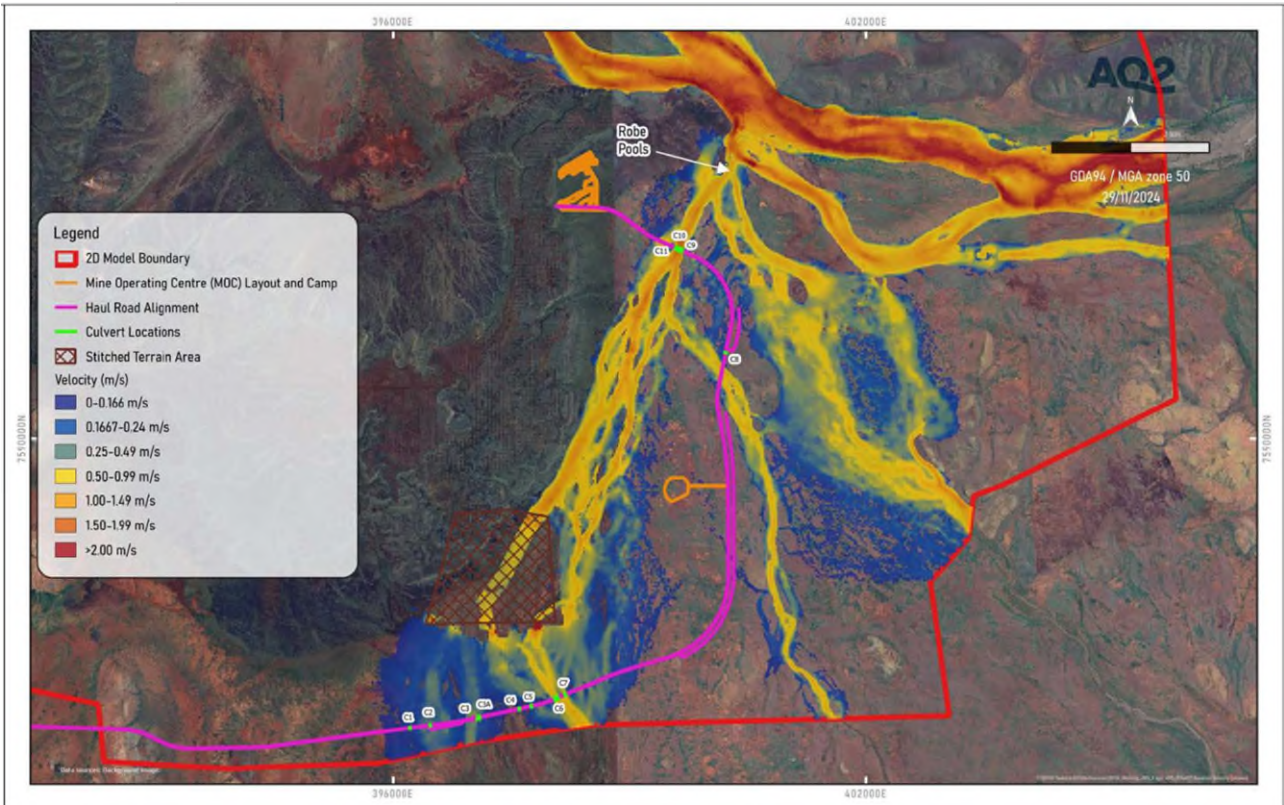 396000E
402000E
AQ2
N
GDA94 / MGA zone 50
29/11/2024
Robe
Pools
C10
C9
C11
C8
Legend
2D Model Boundary
Mine Operating Centre (MOC) Layout and Camp
Haul Road Alignment
Culvert Locations
Stitched Terrain Area
Velocity (m/s)
0-0.166 m/s
0.1667-0.24 m/s
0.25-0.49 m/s
0.50-0.99 m/s
1.00-1.49 m/s
1.50-1.99 m/s
>2.00 m/s
7590000N
7590000N
C1
C2
C3
C3A
C4
C5
C6
C7
396000E
402000E